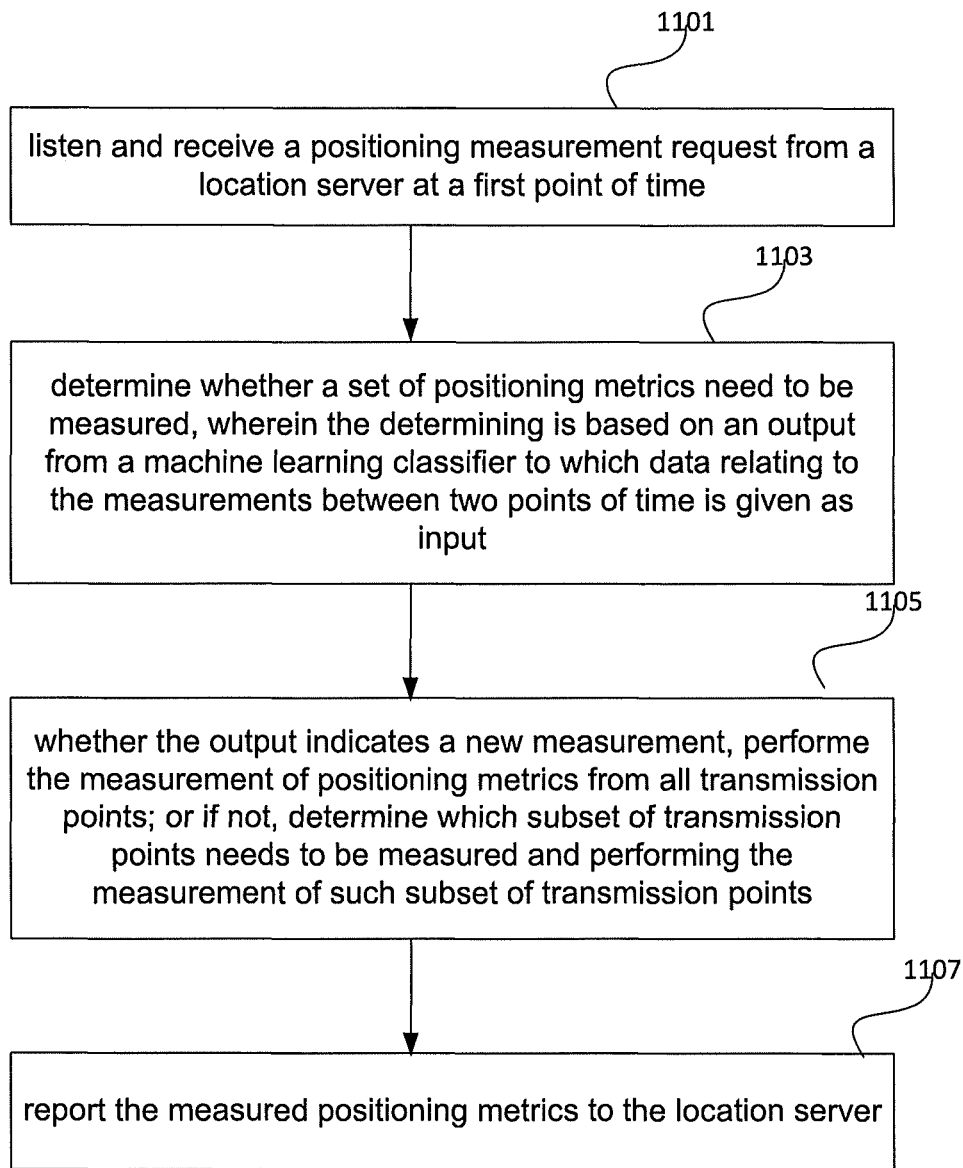 1101
listen and receive a positioning measurement request from a
location server at a first point of time
1103
determine whether a set of positioning metrics need to be
measured, wherein the determining is based on an output
from a machine learning classifier to which data relating to
the measurements between two points of time is given as
input
1105
whether the output indicates a new measurement, performe
the measurement of positioning metrics from all transmission
points; or if not, determine which subset of transmission
points needs to be measured and performing the
measurement of such subset of transmission points
1107
report the measured positioning metrics to the location server